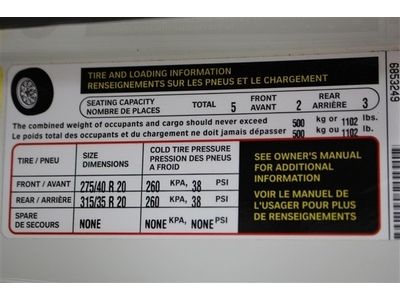 TIRE AND LOADING INFORMATION
RENSEIGNEMENTS SUR LES PNEUS ET LE CHARGEMENT
SEATING CAPACITY
NOMBRE DE PLACES
TOTAL 5
FRONT
AVANT 2
REAR
ARRIÈRE 3
The combined weight of occupants and cargo should never exceed 500 kg or 1102 lbs.
Le poids total des occupants et du chargement ne doit jamais dépasser 500 kg ou 1102 lb.
TIRE / PNEU
SIZE
DIMENSIONS
COLD TIRE PRESSURE
PRESSION DES PNEUS
A FROID
FRONT / AVANT 275/40 R 20 260 KPA, 38 PSI
REAR / ARRIÈRE 315/35 R 20 260 KPA, 38 PSI
SPARE
DE SECOURS NONE NONE KPA, NONE PSI
SEE OWNER'S MANUAL
FOR ADDITIONAL
INFORMATION
VOIR LE MANUEL DE
L'USAGER POUR PLUS
DE RENSEIGNEMENTS